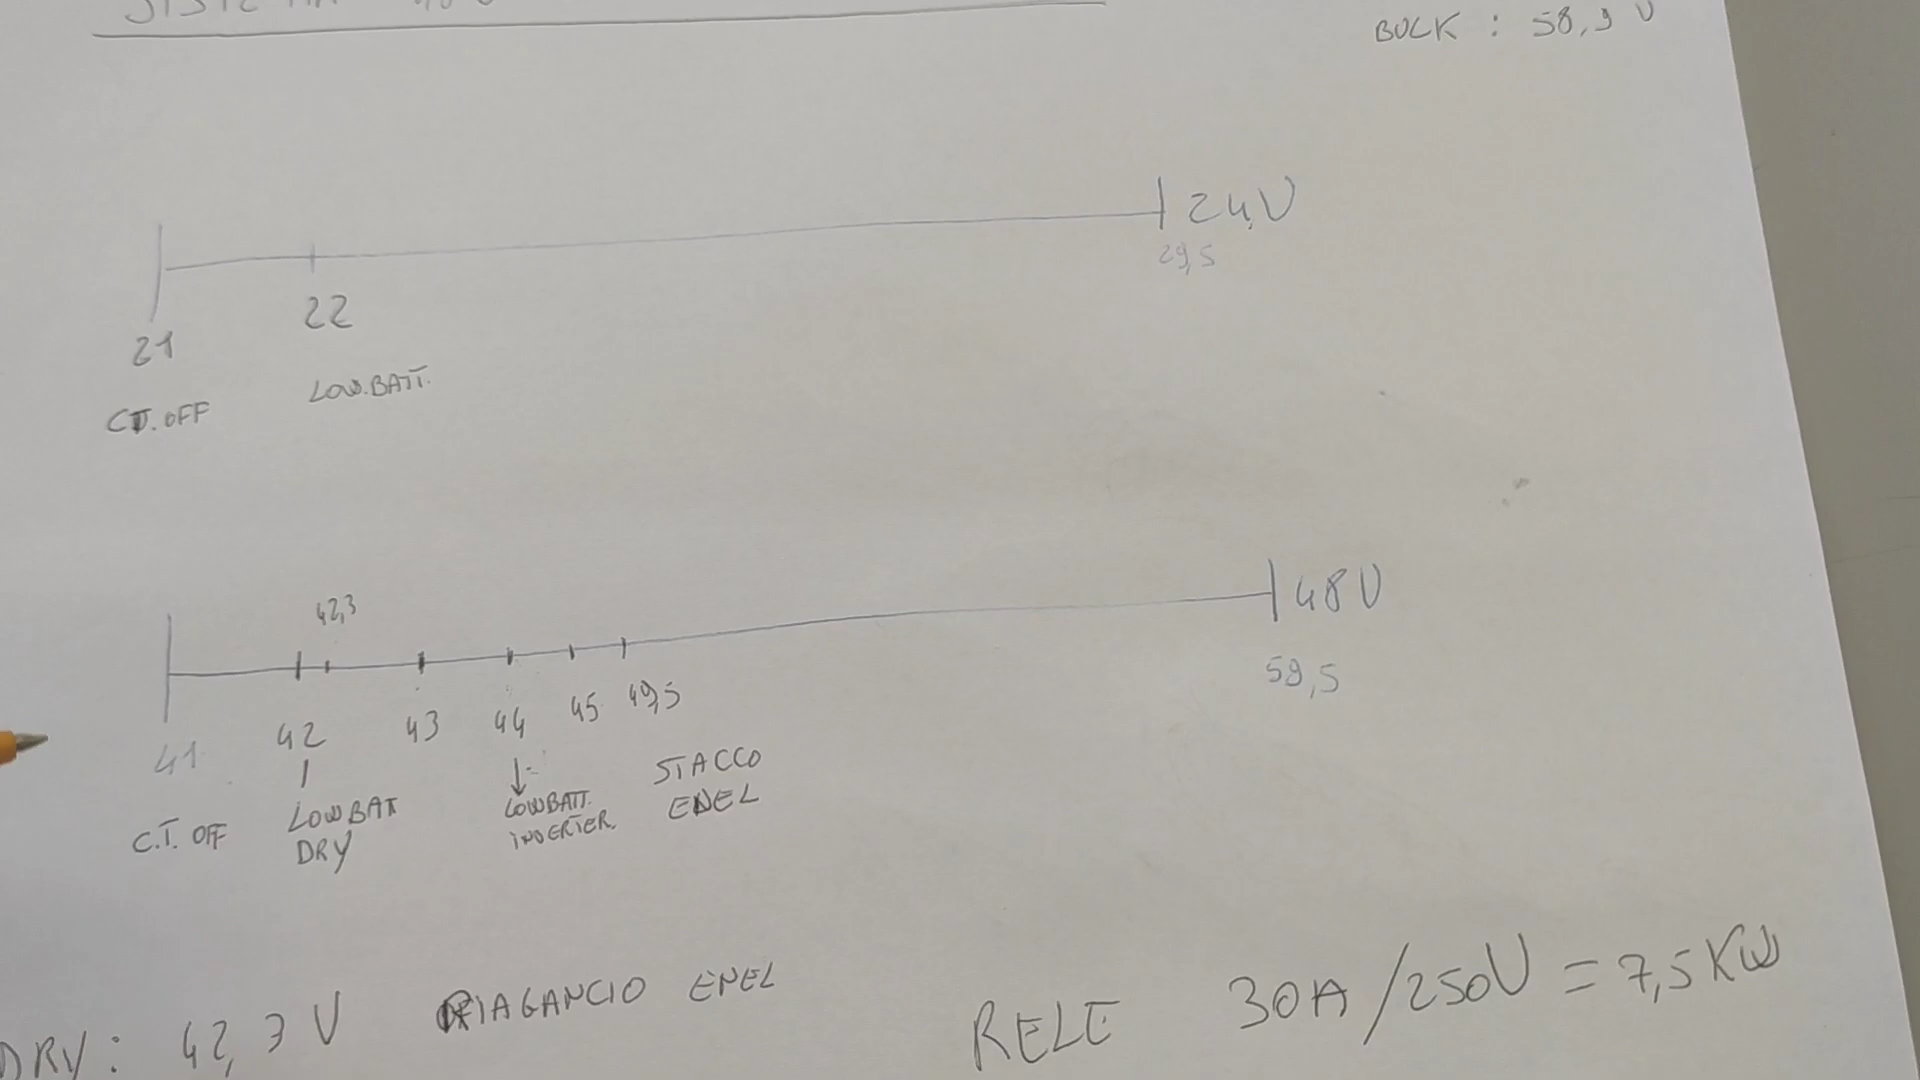 BULK : 58,9 V
24V
29,5
22
21
LOW.BATT.
CT. OFF
48V
42,3
59,5
41 42 43 44 45 49,5
C.T. OFF
LOW BAT
DRY
LOWBATT.
INVERTER.
STACCO
ENEL
DRY: 42,3 V RIAGANCIO ENEL
RELE 30A/250V = 7,5 KW